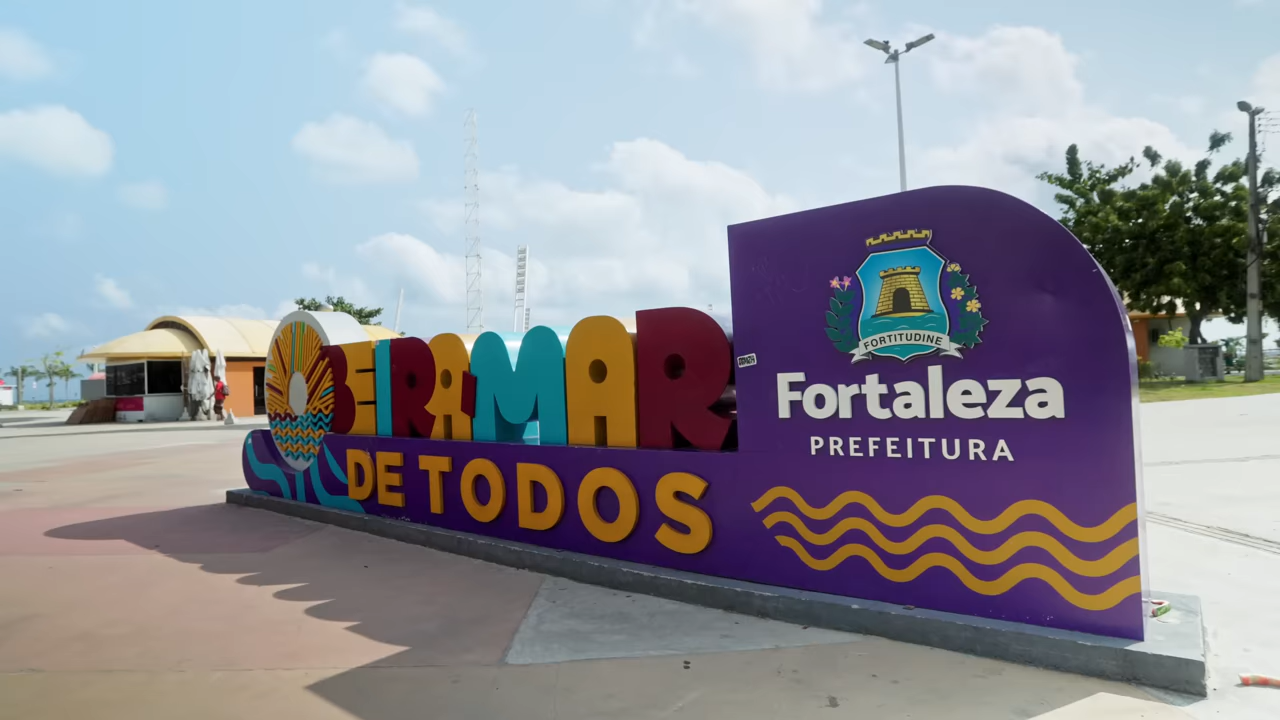 BEIRA-MAR
DE TODOS
FORTITUDINE
Fortaleza
PREFEITURA